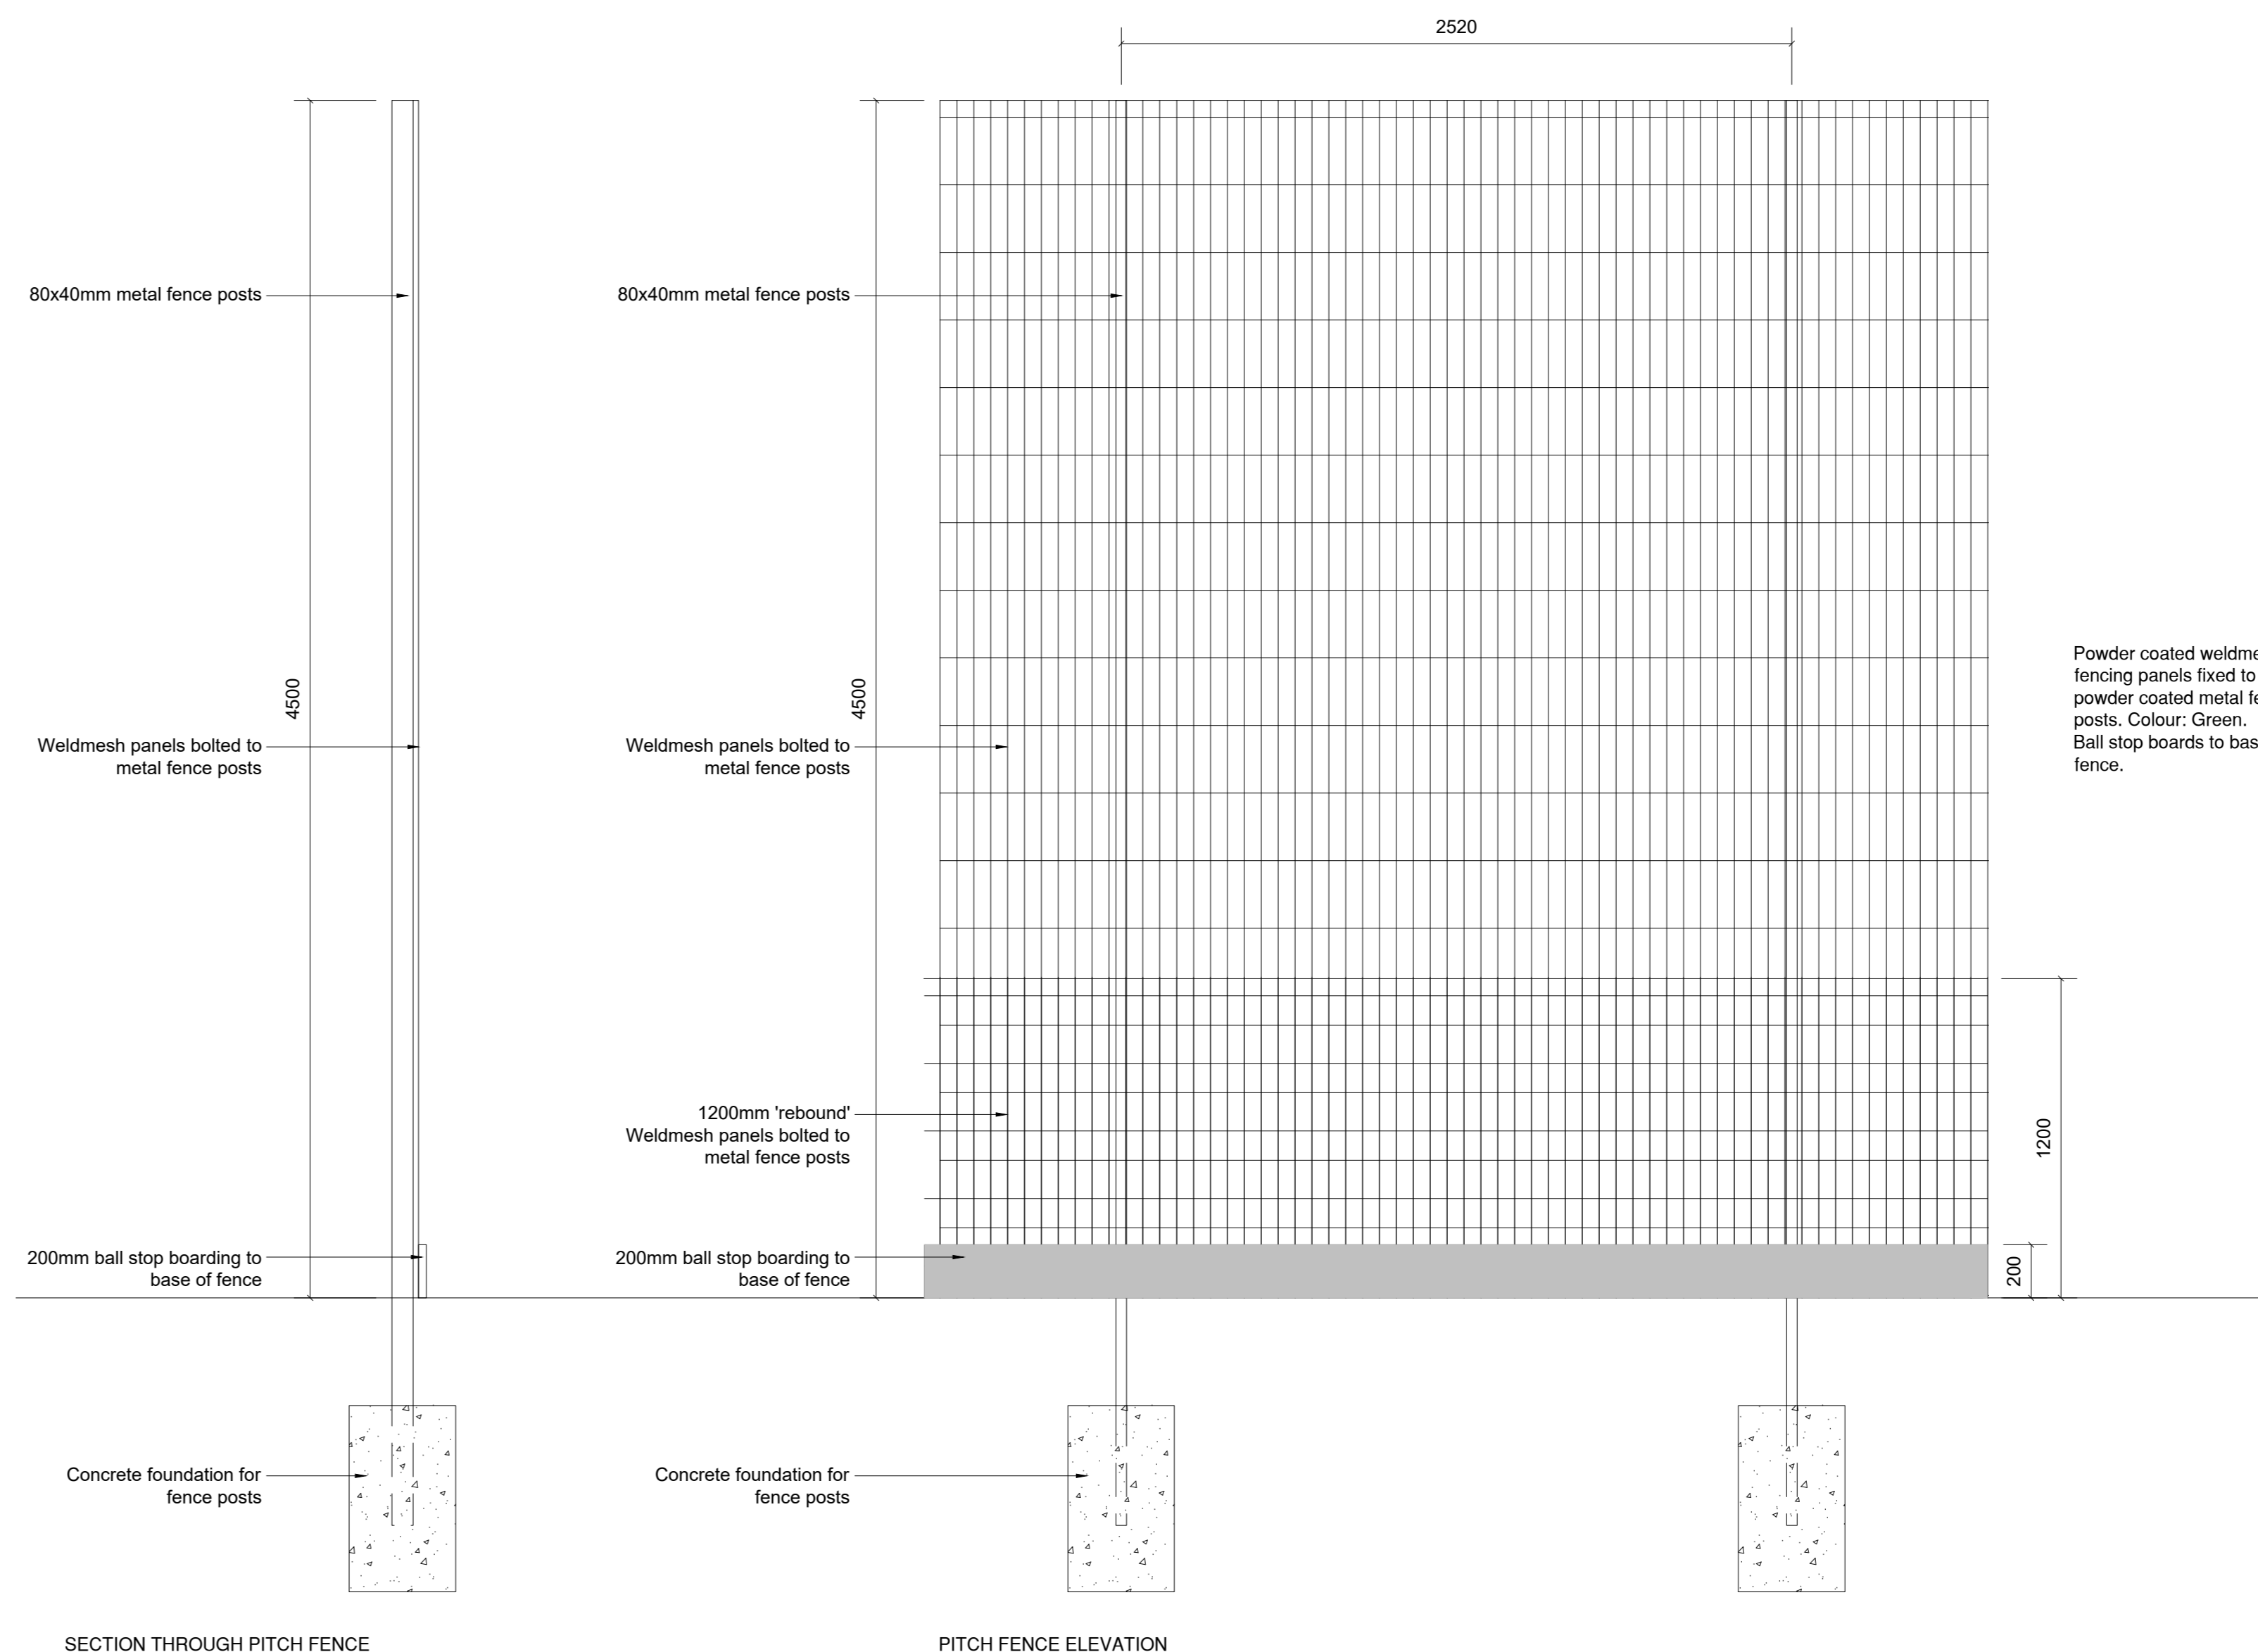 2520
80x40mm metal fence posts
4500
Weldmesh panels bolted to
metal fence posts
200mm ball stop boarding to
base of fence
Concrete foundation for
fence posts
SECTION THROUGH PITCH FENCE
80x40mm metal fence posts
4500
Weldmesh panels bolted to
metal fence posts
1200mm 'rebound'
Weldmesh panels bolted to
metal fence posts
200mm ball stop boarding to
base of fence
Concrete foundation for
fence posts
PITCH FENCE ELEVATION
1200
200
Powder coated
fencing panels fixed to
powder coated metal
posts. Colour: Green.
Ball stop boards to
fence.